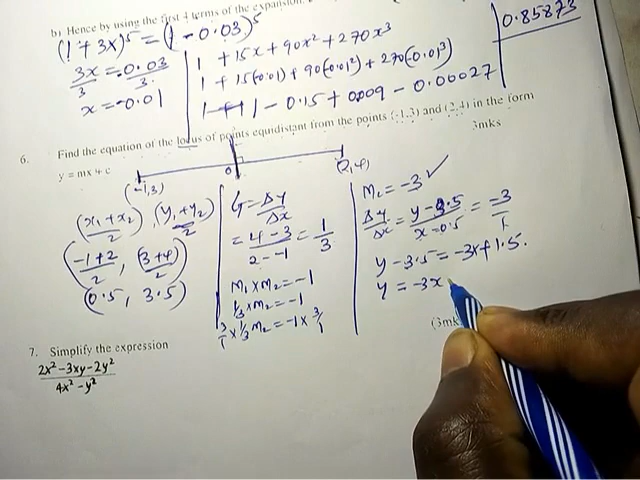 b) Hence by using the first 4 terms of the expansion.
(1+3x)⁵ = (1-0.03)⁵
3x/3 = -0.03/3
x = -0.01
1 + 15x + 90x² + 270x³
1 + 15(-0.01) + 90(-0.01²) + 270(-0.01³)
1 - 0.15 + 0.009 - 0.00027
0.85873
6. Find the equation of the locus of points equidistant from the points (-1,3) and (2,4) in the form
y = mx + c
3mks
(-1,3)
(2,4)
(x₁+x₂)/2, (y₁+y₂)/2
((-1+2)/2, (3+4)/2)
(0.5, 3.5)
G = Δy/Δx
= (4-3)/(2--1) = 1/3
M₁ × M₂ = -1
1/3 × M₂ = -1
3/1 × 1/3 M₂ = -1 × 3/1
M₂ = -3 ✓
Δy/Δx = (y-3.5)/(x-0.5) = -3/1
y - 3.5 = -3x + 1.5.
y = -3x
(3mk
7. Simplify the expression
(2x² - 3xy - 2y²)/(4x² - y²)